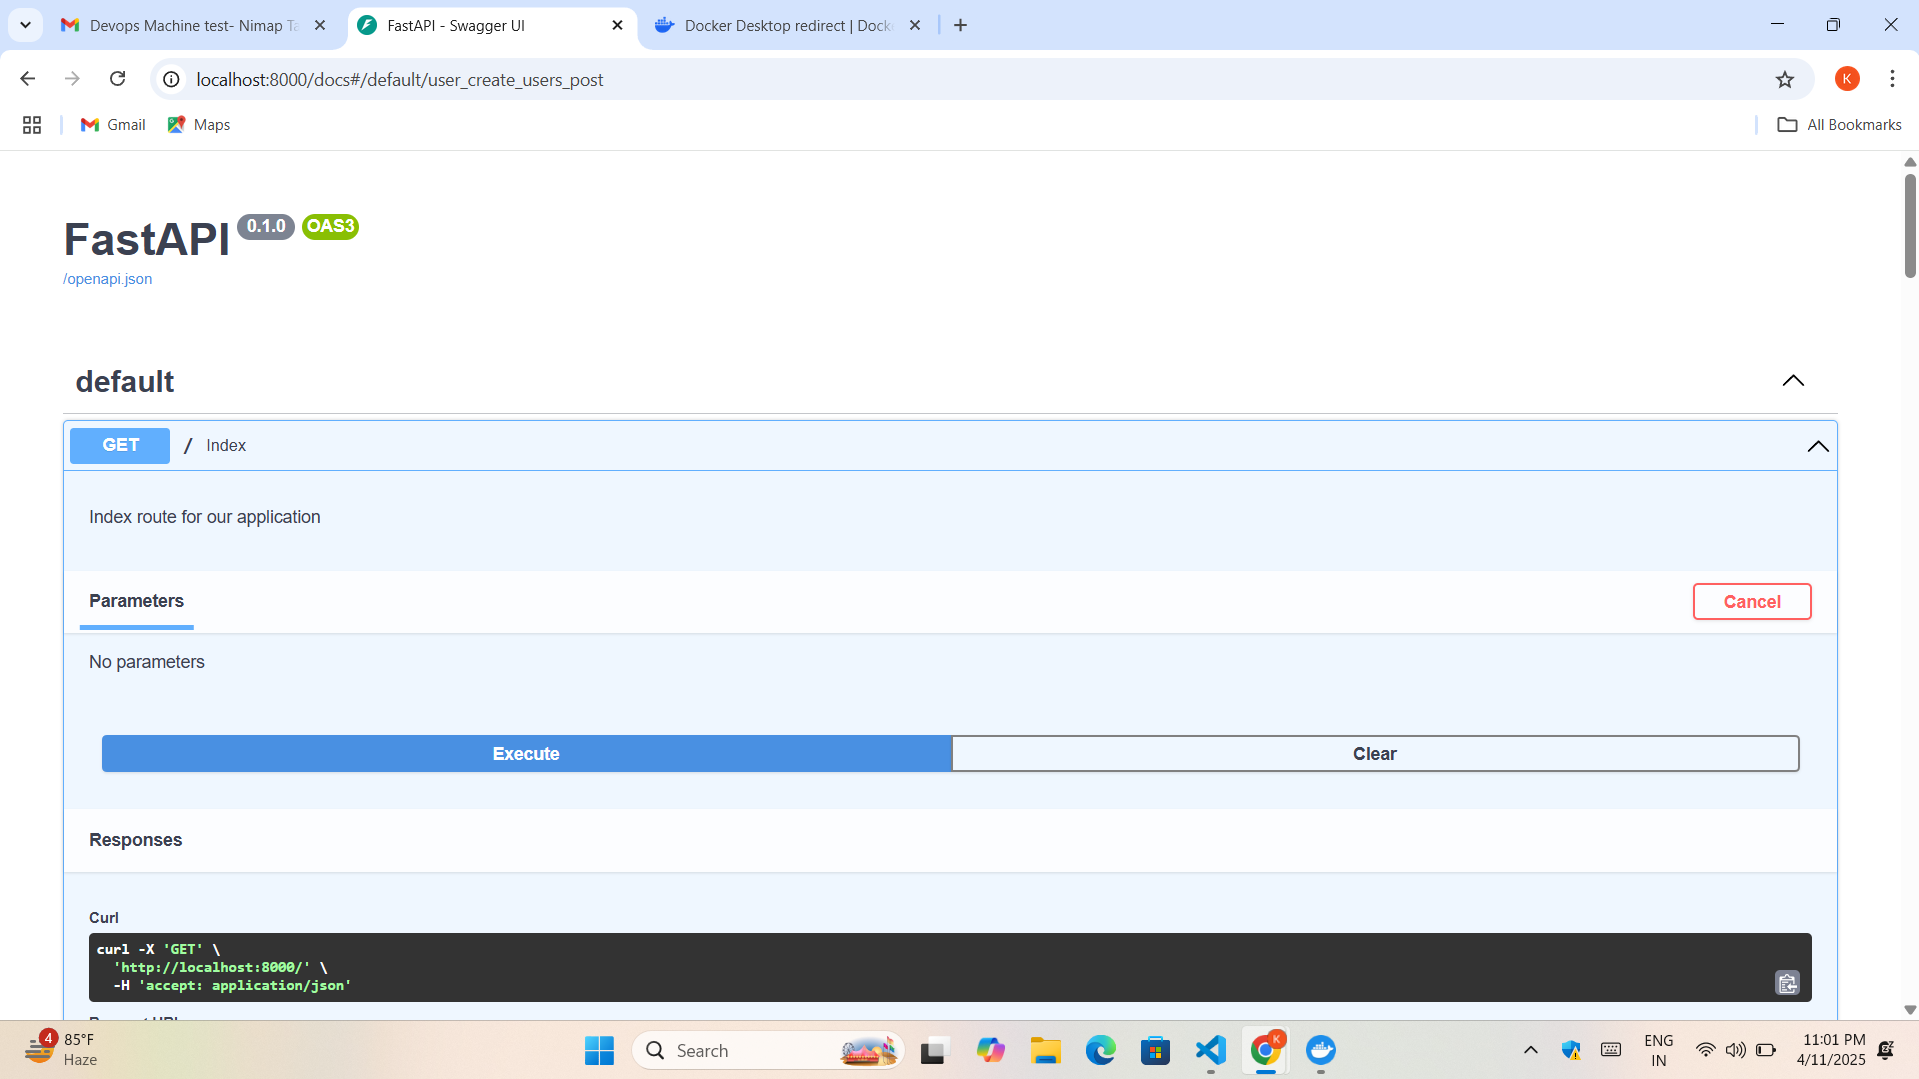 Devops Machine test- Nimap Ta
FastAPI - Swagger UI
Docker Desktop redirect | Docke
localhost:8000/docs#/default/user_create_users_post
K
Gmail
Maps
All Bookmarks
FastAPI 0.1.0 OAS3
/openapi.json
default
GET / Index
Index route for our application
Parameters
Cancel
No parameters
Execute
Clear
Responses
Curl
curl -X 'GET' \
'http://localhost:8000/' \
-H 'accept: application/json'
4
85°F
Haze
Search
K
ENG
IN
11:01 PM
4/11/2025